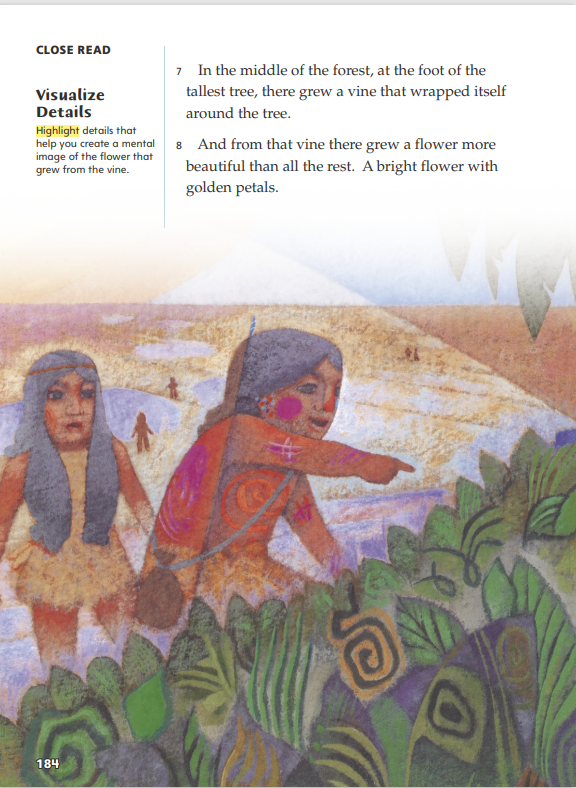 CLOSE READ
Visualize
Details
Highlight details that
help you create a mental
image of the flower that
grew from the vine.
7 In the middle of the forest, at the foot of the
tallest tree, there grew a vine that wrapped itself
around the tree.
8 And from that vine there grew a flower more
beautiful than all the rest.  A bright flower with
golden petals.
184